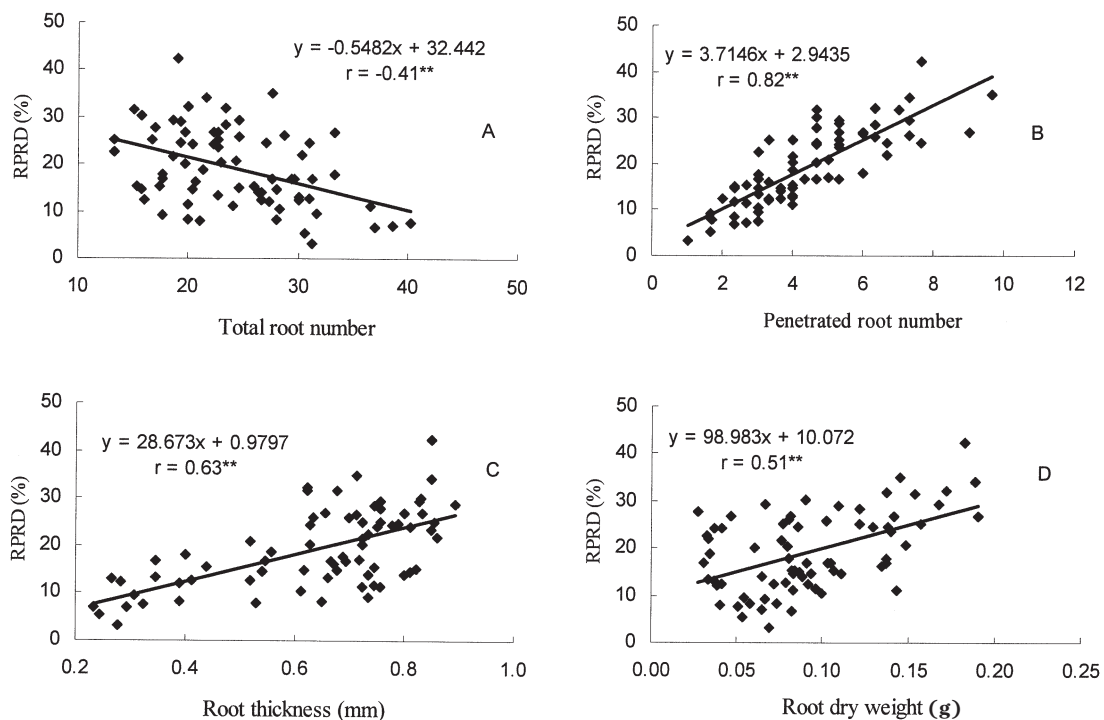 50
40
30
20
10
0
RPRD (%)
y = -0.5482x + 32.442
r = -0.41**
A
10
20
30
40
50
Total root number
50
40
30
20
10
0
RPRD (%)
y = 3.7146x + 2.9435
r = 0.82**
B
0
2
4
6
8
10
12
Penetrated root number
50
40
30
20
10
0
RPRD (%)
y = 28.673x + 0.9797
r = 0.63**
C
0.2
0.4
0.6
0.8
1.0
Root thickness (mm)
50
40
30
20
10
0
RPRD (%)
y = 98.983x + 10.072
r = 0.51**
D
0.00
0.05
0.10
0.15
0.20
0.25
Root dry weight (g)